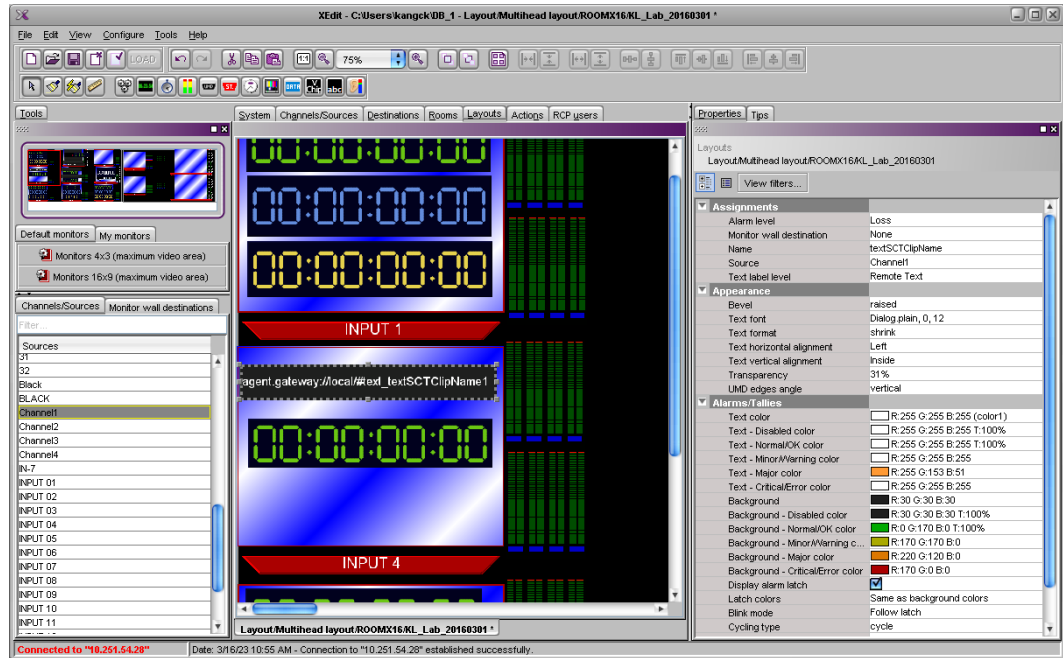 XEdit - C:\Users\kangck\DB_1 - Layout/Multihead layout/ROOMX16/KL_Lab_20160301 *
File Edit View Configure Tools Help
LOAD 1:1 75%
UMD ST. DATA V Chip abc
Tools
System Channels/Sources Destinations Rooms Layouts Actions RCP users
Properties Tips
Layouts
Layout/Multihead layout/ROOMX16/KL_Lab_20160301
View filters...
Default monitors My monitors
Monitors 4x3 (maximum video area)
Monitors 16x9 (maximum video area)
Channels/Sources Monitor wall destinations
Filter...
Sources
31
32
Black
BLACK
Channel1
Channel2
Channel3
Channel4
IN-7
INPUT 01
INPUT 02
INPUT 03
INPUT 04
INPUT 05
INPUT 06
INPUT 07
INPUT 08
INPUT 09
INPUT 10
INPUT 11
00:00:00:00
00:00:00:00
00:00:00:00
INPUT 1
agent.gateway://local/#texl_textSCTClipName1
00:00:00:00
INPUT 4
Layout/Multihead layout/ROOMX16/KL_Lab_20160301 *
Assignments
Alarm level Loss
Monitor wall destination None
Name textSCTClipName
Source Channel1
Text label level Remote Text
Appearance
Bevel raised
Text font Dialog.plain, 0, 12
Text format shrink
Text horizontal alignment Left
Text vertical alignment Inside
Transparency 31%
UMD edges angle vertical
Alarms/Tallies
Text color R:255 G:255 B:255 (color1)
Text - Disabled color R:255 G:255 B:255 T:100%
Text - Normal/OK color R:255 G:255 B:255 T:100%
Text - Minor/Warning color R:255 G:255 B:255
Text - Major color R:255 G:153 B:51
Text - Critical/Error color R:255 G:255 B:255
Background R:30 G:30 B:30
Background - Disabled color R:30 G:30 B:30 T:100%
Background - Normal/OK color R:0 G:170 B:0 T:100%
Background - Minor/Warning c... R:170 G:170 B:0
Background - Major color R:220 G:120 B:0
Background - Critical/Error color R:170 G:0 B:0
Display alarm latch
Latch colors Same as background colors
Blink mode Follow latch
Cycling type cycle
Connected to "10.251.54.28" Date: 3/16/23 10:55 AM - Connection to "10.251.54.28" established successfully.